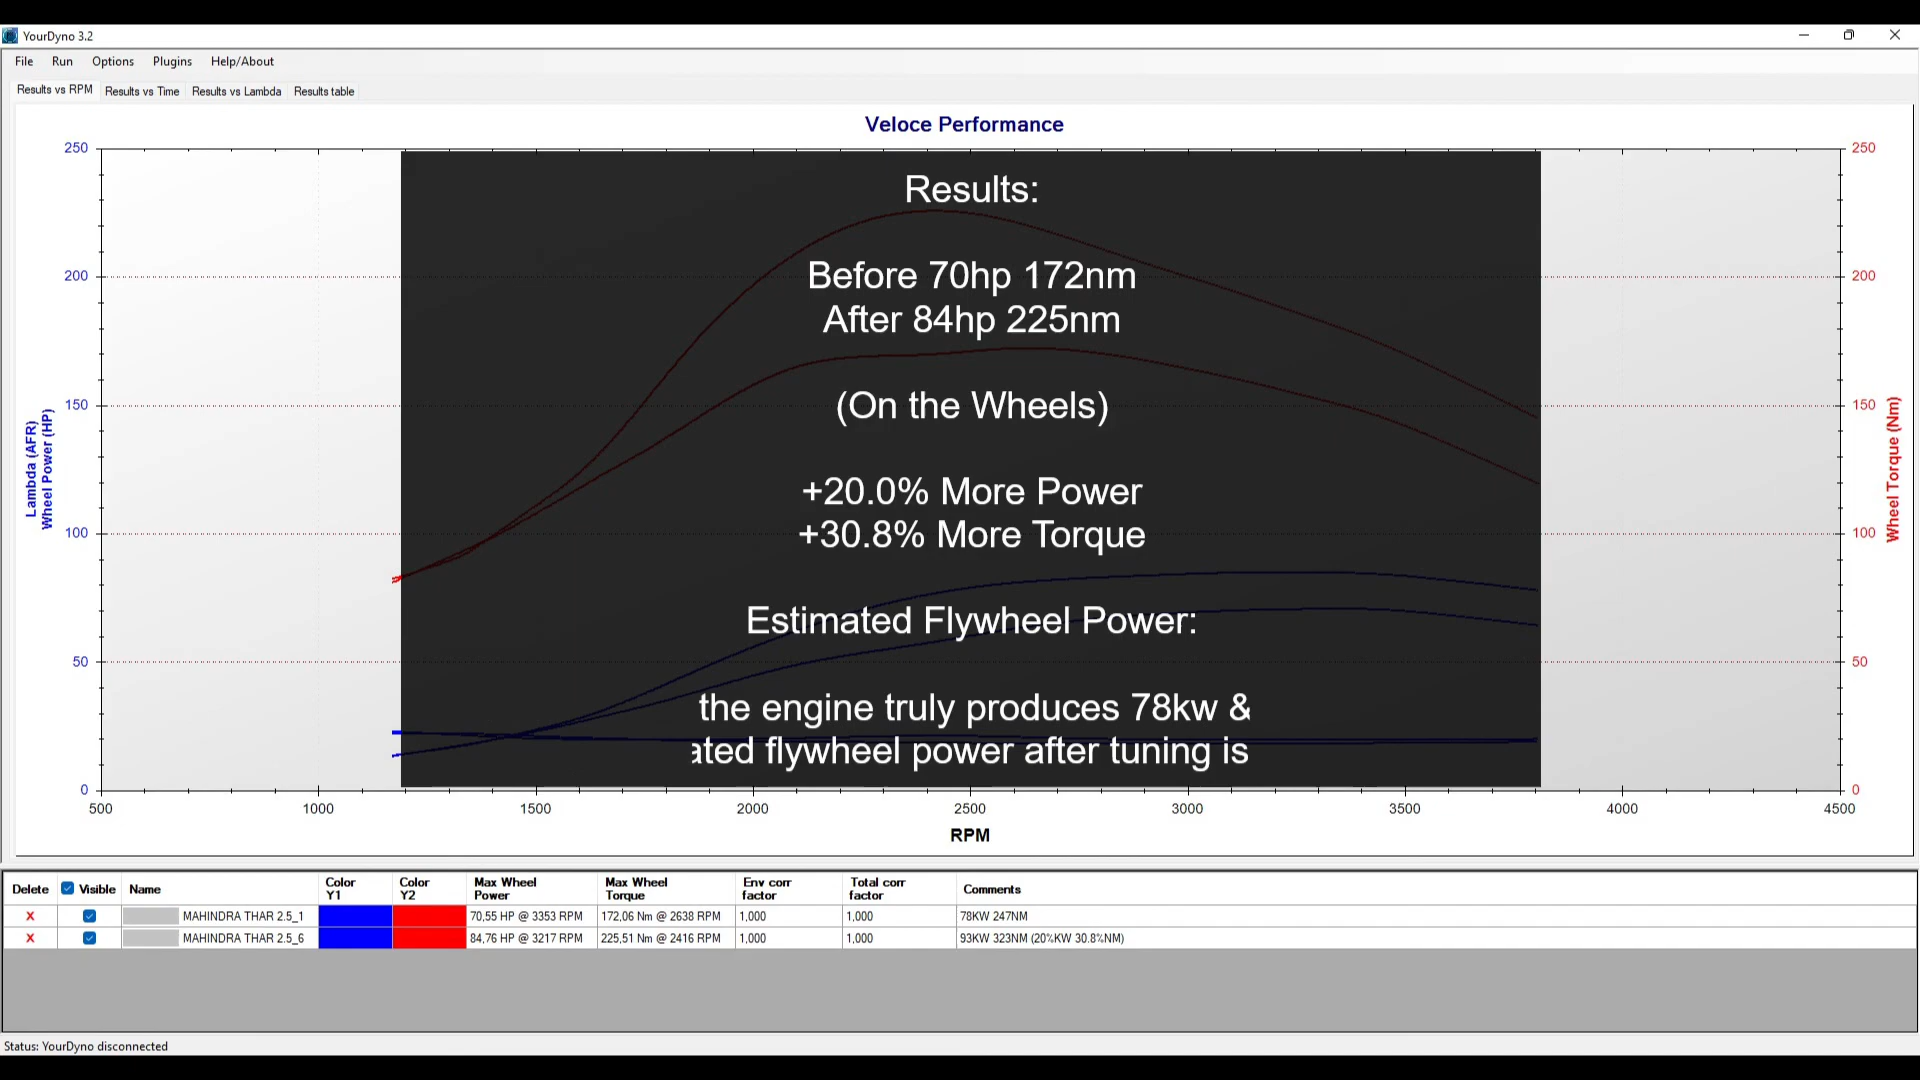 YourDyno 3.2
File Run Options Plugins Help/About
Results vs RPM Results vs Time Results vs Lambda Results table
Veloce Performance
250 250
200 200
150 150
100 100
50 50
0 0
Lambda (AFR)
Wheel Power (HP)
Wheel Torque (Nm)
Results:
Before 70hp 172nm
After 84hp 225nm
(On the Wheels)
+20.0% More Power
+30.8% More Torque
Estimated Flywheel Power:
the engine truly produces 78kw &
ated flywheel power after tuning is
500 1000 1500 2000 2500 3000 3500 4000 4500
RPM
Delete Visible Name Color Y1 Color Y2 Max Wheel Power Max Wheel Torque Env corr factor Total corr factor Comments
X MAHINDRA THAR 2.5_1 70,55 HP @ 3353 RPM 172,06 Nm @ 2638 RPM 1,000 1,000 78KW 247NM
X MAHINDRA THAR 2.5_6 84,76 HP @ 3217 RPM 225,51 Nm @ 2416 RPM 1,000 1,000 93KW 323NM (20%KW 30.8%NM)
Status: YourDyno disconnected